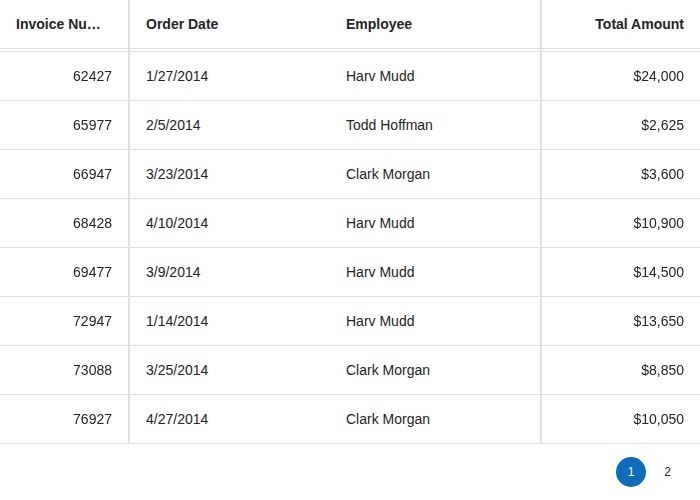 Invoice Nu… Order Date Employee Total Amount
62427 1/27/2014 Harv Mudd $24,000
65977 2/5/2014 Todd Hoffman $2,625
66947 3/23/2014 Clark Morgan $3,600
68428 4/10/2014 Harv Mudd $10,900
69477 3/9/2014 Harv Mudd $14,500
72947 1/14/2014 Harv Mudd $13,650
73088 3/25/2014 Clark Morgan $8,850
76927 4/27/2014 Clark Morgan $10,050
1 2